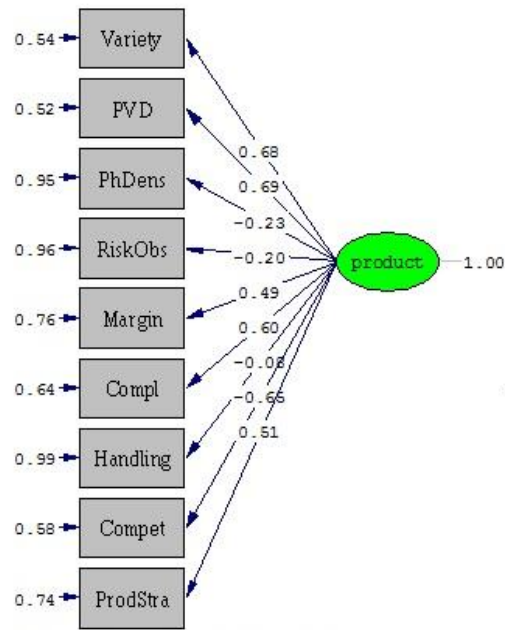 0.54 Variety
0.52 PVD
0.68
0.95 PhDens
0.69
-0.23
0.96 RiskObs
-0.20
product 1.00
0.49
0.76 Margin
0.60
-0.08
0.64 Compl
-0.65
0.51
0.99 Handling
0.58 Compet
0.74 ProdStra